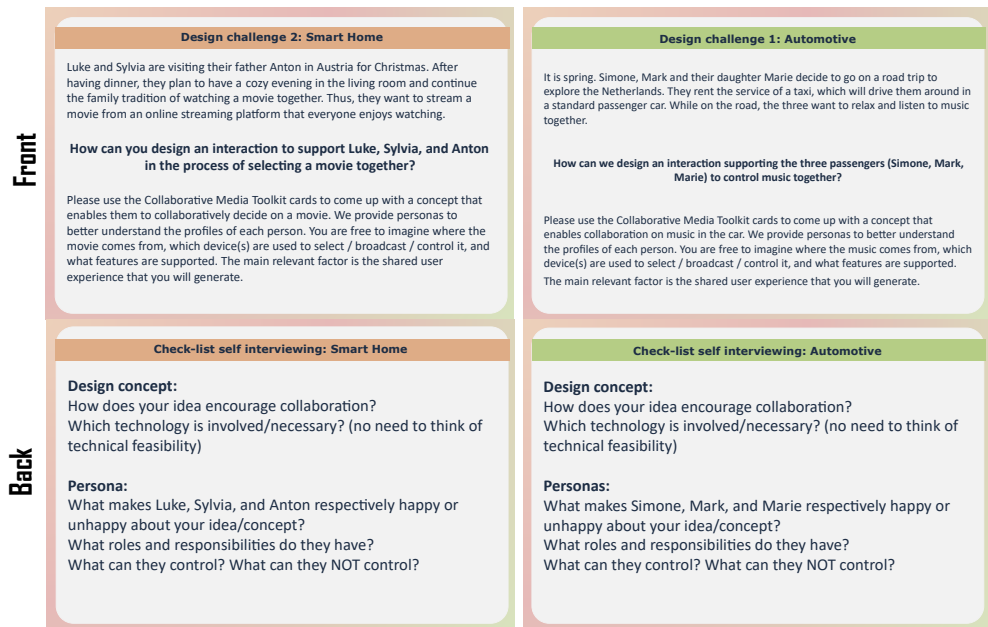 Front
Design challenge 2: Smart Home
Luke and Sylvia are visiting their father Anton in Austria for Christmas. After
having dinner, they plan to have a cozy evening in the living room and continue
the family tradition of watching a movie together. Thus, they want to stream a
movie from an online streaming platform that everyone enjoys watching.
How can you design an interaction to support Luke, Sylvia, and Anton
in the process of selecting a movie together?
Please use the Collaborative Media Toolkit cards to come up with a concept that
enables them to collaboratively decide on a movie. We provide personas to
better understand the profiles of each person. You are free to imagine where the
movie comes from, which device(s) are used to select / broadcast / control it, and
what features are supported. The main relevant factor is the shared user
experience that you will generate.
Design challenge 1: Automotive
It is spring. Simone, Mark and their daughter Marie decide to go on a road trip to
explore the Netherlands. They rent the service of a taxi, which will drive them around in
a standard passenger car. While on the road, the three want to relax and listen to music
together.
How can we design an interaction supporting the three passengers (Simone, Mark,
Marie) to control music together?
Please use the Collaborative Media Toolkit cards to come up with a concept that
enables collaboration on music in the car. We provide personas to better understand
the profiles of each person. You are free to imagine where the music comes from, which
device(s) are used to select / broadcast / control it, and what features are supported.
The main relevant factor is the shared user experience that you will generate.
Back
Check-list self interviewing: Smart Home
Design concept:
How does your idea encourage collaboration?
Which technology is involved/necessary? (no need to think of
technical feasibility)
Persona:
What makes Luke, Sylvia, and Anton respectively happy or
unhappy about your idea/concept?
What roles and responsibilities do they have?
What can they control? What can they NOT control?
Check-list self interviewing: Automotive
Design concept:
How does your idea encourage collaboration?
Which technology is involved/necessary? (no need to think of
technical feasibility)
Personas:
What makes Simone, Mark, and Marie respectively happy or
unhappy about your idea/concept?
What roles and responsibilities do they have?
What can they control? What can they NOT control?